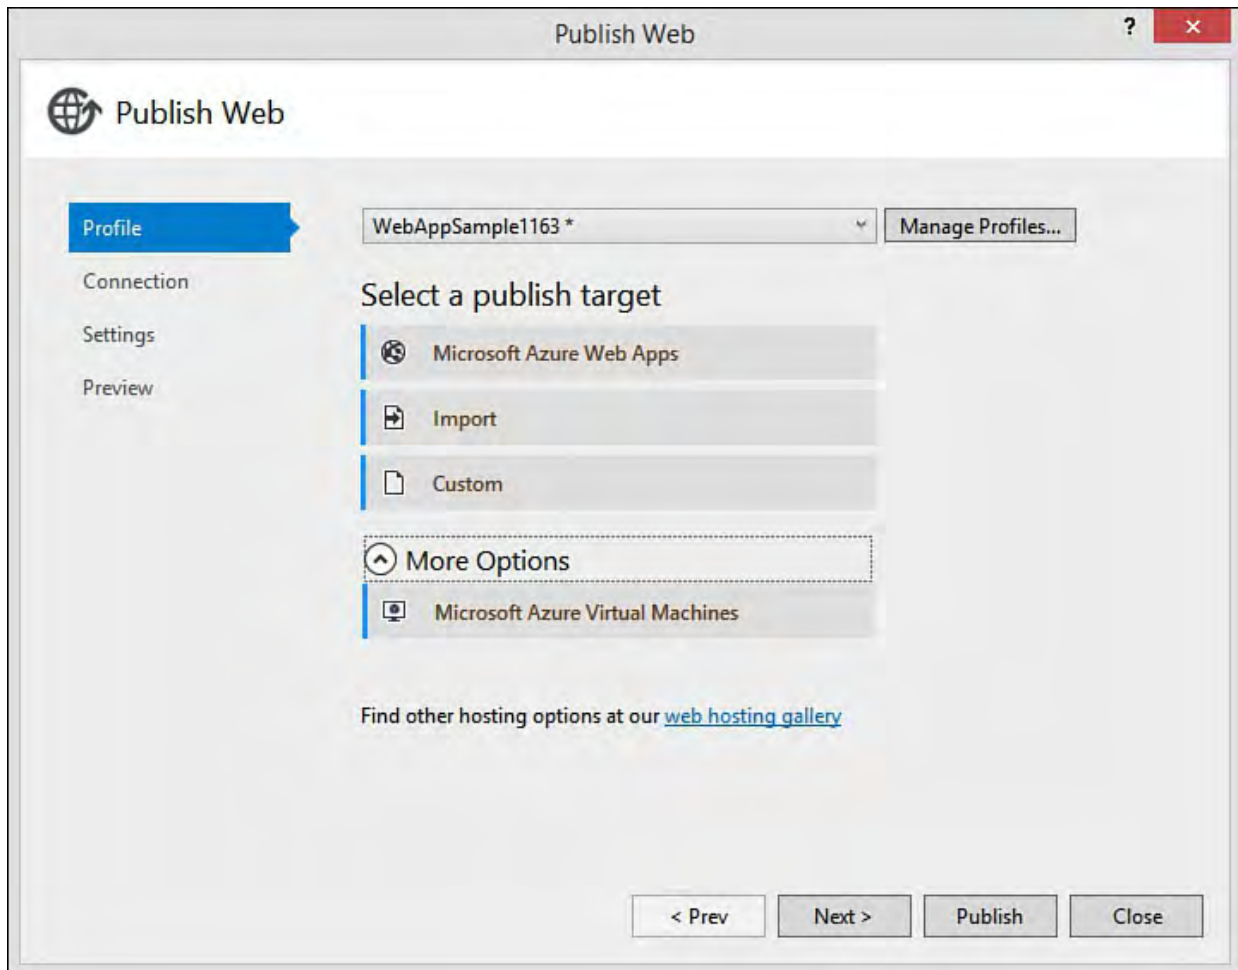 Publish Web
?
Publish Web
Profile
Connection
Settings
Preview
WebAppSample1163 *
Manage Profiles...
Select a publish target
Microsoft Azure Web Apps
Import
Custom
More Options
Microsoft Azure Virtual Machines
Find other hosting options at our web hosting gallery
< Prev
Next >
Publish
Close